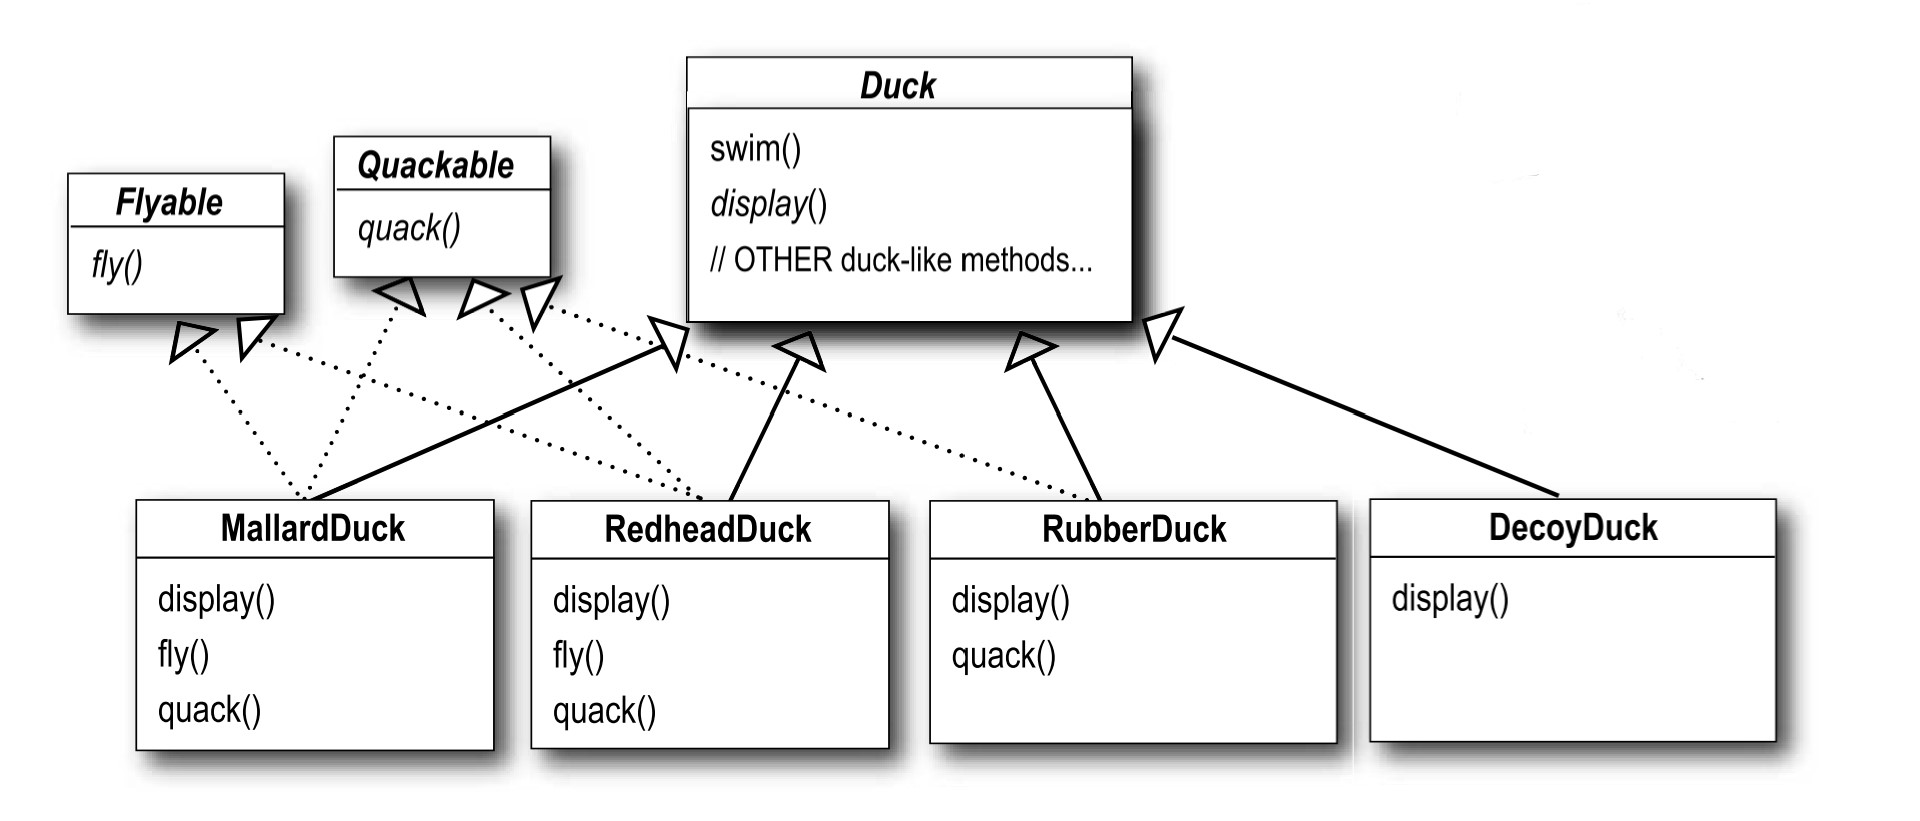 Duck
swim()
display()
// OTHER duck-like methods...
Quackable
quack()
Flyable
fly()
MallardDuck
display()
fly()
quack()
RedheadDuck
display()
fly()
quack()
RubberDuck
display()
quack()
DecoyDuck
display()